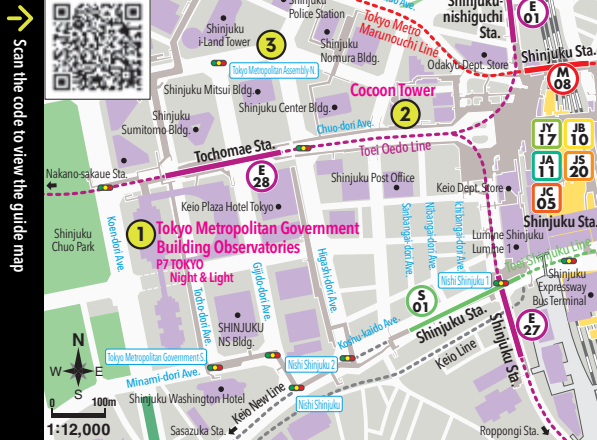 Scan the code to view the guide map
Shinjuku
Police Station
Shinjuku
i-Land Tower
3
Shinjuku
Nomura Bldg.
Tokyo Metro
Marunouchi Line
Shinjuku-
nishiguchi
Sta.
E
01
Odakyu Dept. Store
Shinjuku Sta.
M
08
Tokyo Metropolitan Assembly-N.
Shinjuku Mitsui Bldg.
Shinjuku Center Bldg.
Cocoon Tower
2
Shinjuku
Sumitomo Bldg.
Chuo-dori Ave.
Tochomae Sta.
Toei Oedo Line
E
28
JY
17
JB
10
JA
11
JS
20
JC
05
Shinjuku Sta.
Nakano-sakaue Sta.
Shinjuku Post Office
Keio Dept. Store
Keio Plaza Hotel Tokyo
1
Tokyo Metropolitan Government
Building Observatories
P7 TOKYO
Night & Light
Shinjuku
Chuo Park
Koen-dori Ave.
Tocho-dori Ave.
Gijido-dori Ave.
Higashi-dori Ave.
Sanbangai-dori Ave.
Nibangai-dori Ave.
Ichibangai-dori Ave.
Lumine Shinjuku
Lumine 1
Toei Shinjuku Line
Nishi Shinjuku 1
Shinjuku
Expressway
Bus Terminal
S
01
Shinjuku Sta.
E
27
Shinjuku Sta.
SHINJUKU
NS Bldg.
Koshu-kaido Ave.
Keio Line
Tokyo Metropolitan Government-S.
Nishi Shinjuku 2
Minami-dori Ave.
Shinjuku Washington Hotel
Keio New Line
Nishi Shinjuku
Sasazuka Sta.
Roppongi Sta.
N
W
E
S
0
100m
1:12,000